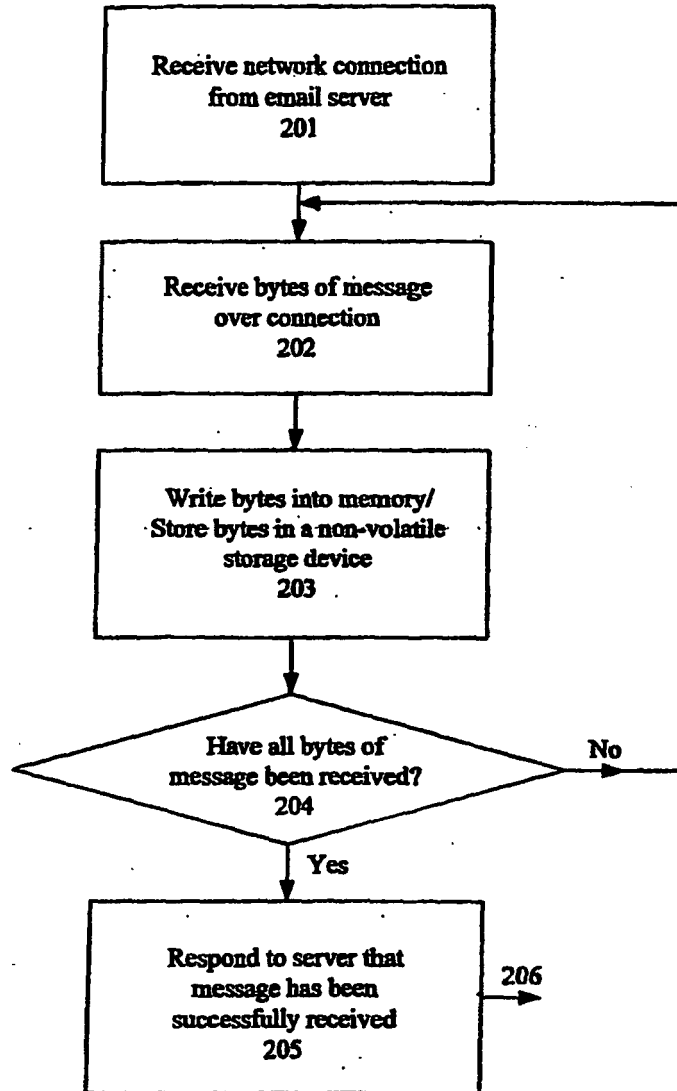 Receive network connection
from email server
201
Receive bytes of message
over connection
202
Write bytes into memory/
Store bytes in a non-volatile
storage device
203
Have all bytes of
message been received?
204
No
Yes
Respond to server that
message has been
successfully received
205
206